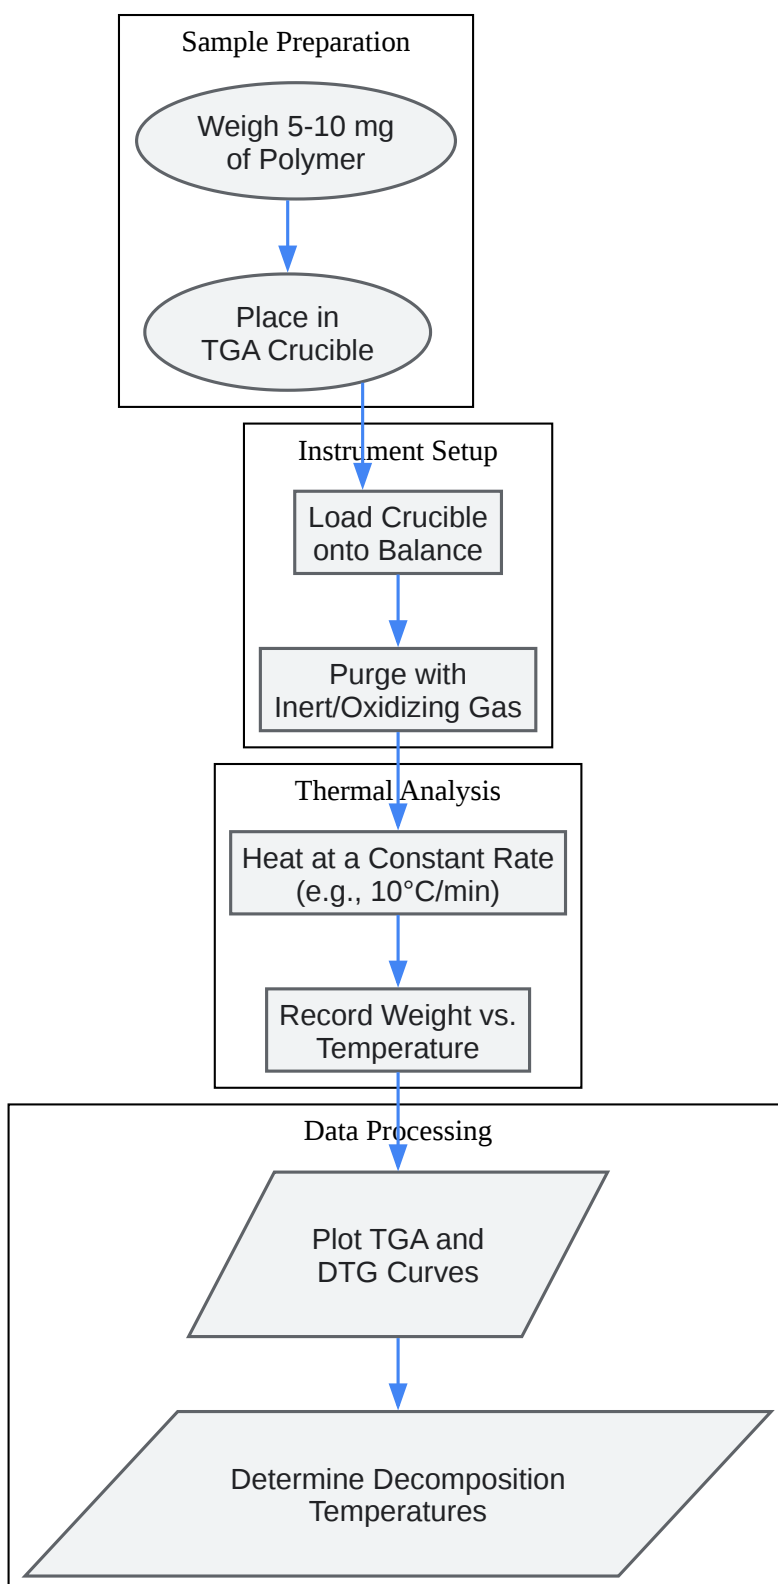 Sample Preparation
Weigh 5-10 mg
of Polymer
Place in
TGA Crucible
Instrument Setup
Load Crucible
onto Balance
Purge with
Inert/Oxidizing Gas
Thermal Analysis
Heat at a Constant Rate
(e.g., 10°C/min)
Record Weight vs.
Temperature
Data Processing
Plot TGA and
DTG Curves
Determine Decomposition
Temperatures